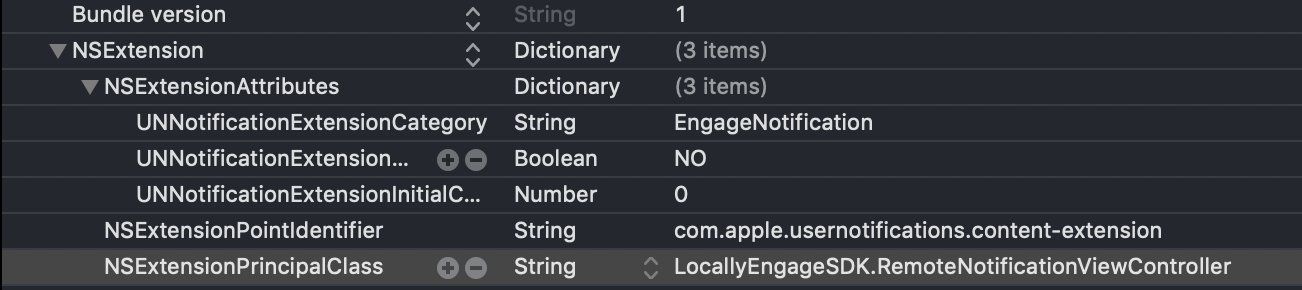 Bundle version String 1
NSExtension Dictionary (3 items)
NSExtensionAttributes Dictionary (3 items)
UNNotificationExtensionCategory String EngageNotification
UNNotificationExtension... Boolean NO
UNNotificationExtensionInitialC... Number 0
NSExtensionPointIdentifier String com.apple.usernotifications.content-extension
NSExtensionPrincipalClass String LocallyEngageSDK.RemoteNotificationViewController